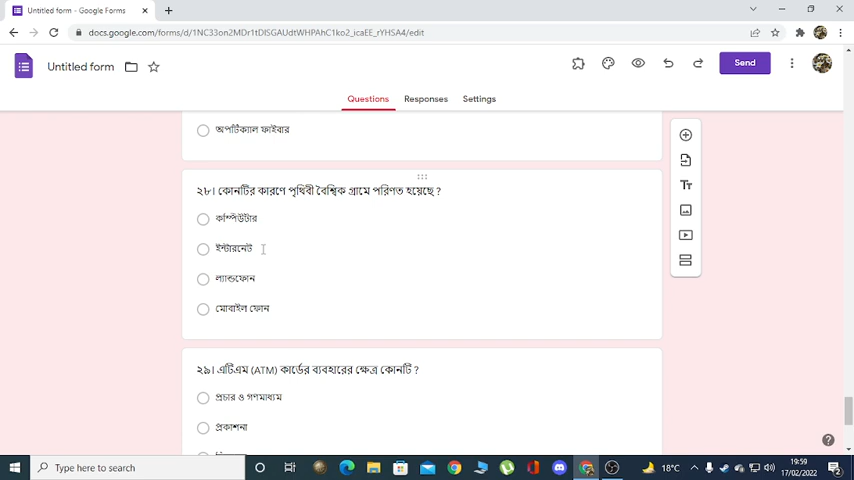 Untitled form - Google Forms
docs.google.com/forms/d/1NC33on2MDr1tDISGAUdtWHPAhC1ko2_icaEE_rYHSA4/edit
Untitled form
Send
Questions Responses Settings
অপটিক্যাল ফাইবার
২৮। কোনটির কারণে পৃথিবী বৈশ্বিক গ্রামে পরিণত হয়েছে ?
কম্পিউটার
ইন্টারনেট
ল্যান্ডফোন
মোবাইল ফোন
২৯। এটিএম (ATM) কার্ডের ব্যবহারের ক্ষেত্র কোনটি ?
প্রচার ও গণমাধ্যম
প্রকাশনা
Type here to search
18°C
19:59
17/02/2022
2